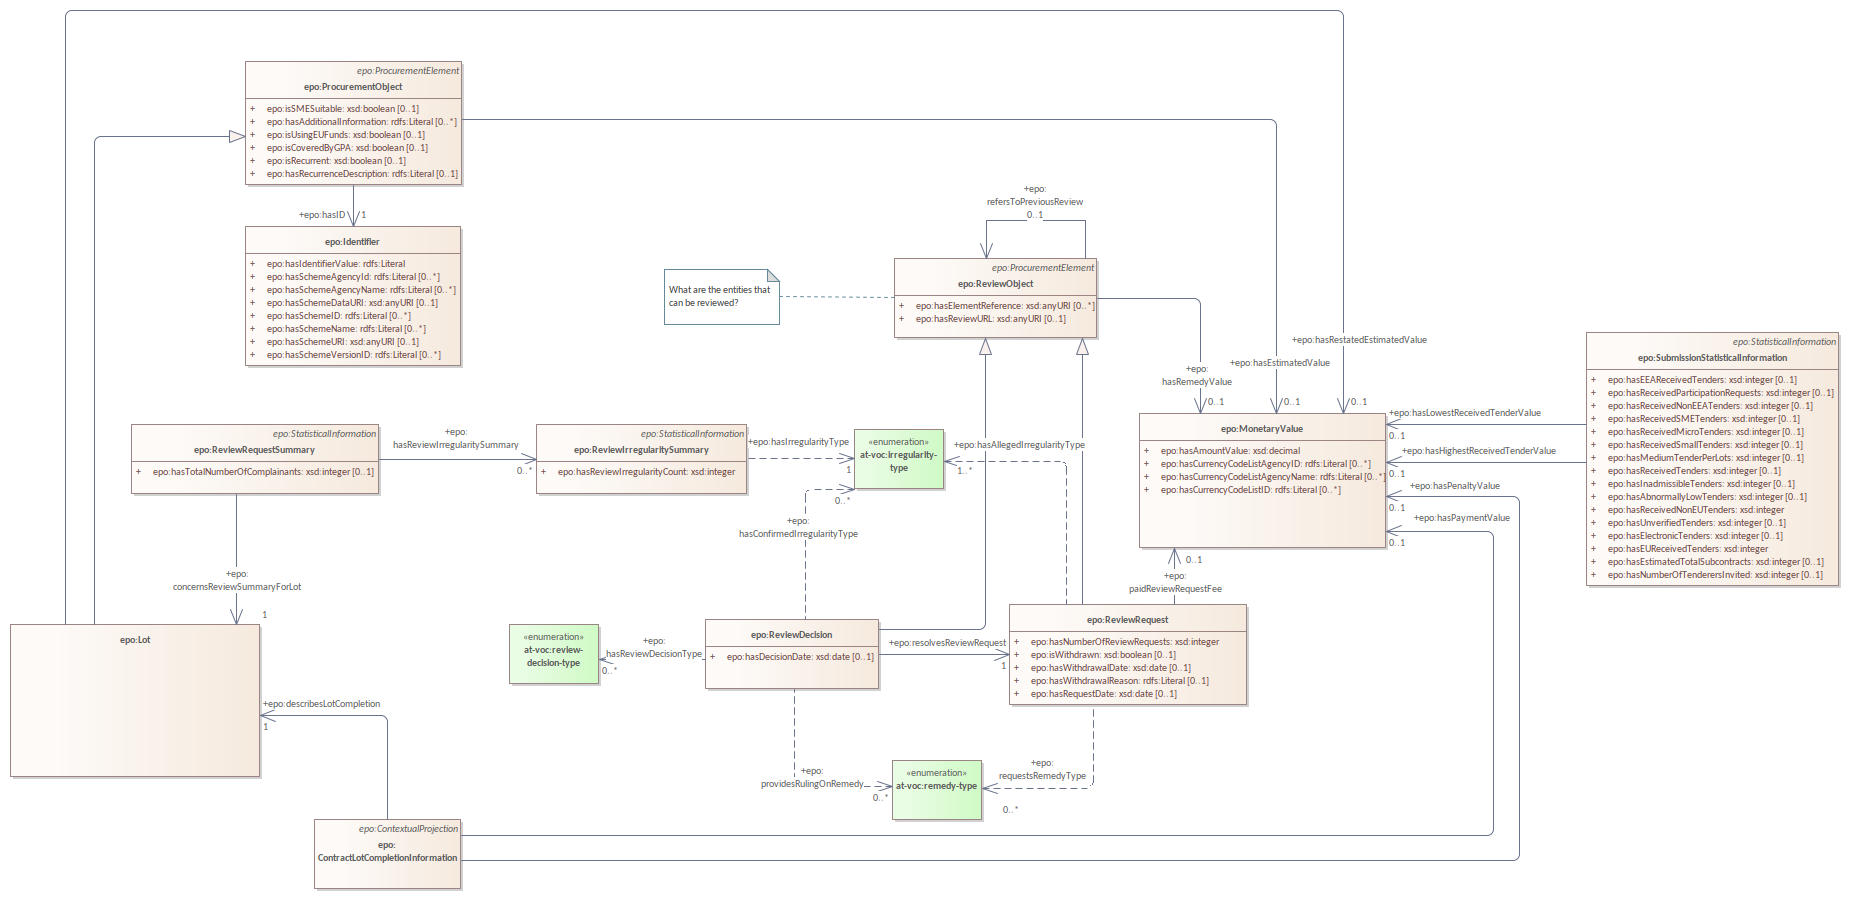 epo:ProcurementElement
epo:ProcurementObject
+ epo:isSMESuitable: xsd:boolean [0..1]
+ epo:hasAdditionalInformation: rdfs:Literal [0..*]
+ epo:isUsingEUFunds: xsd:boolean [0..1]
+ epo:isCoveredByGPA: xsd:boolean [0..1]
+ epo:isRecurrent: xsd:boolean [0..1]
+ epo:hasRecurrenceDescription: rdfs:Literal [0..1]
+epo:hasID
1
epo:Identifier
+ epo:hasIdentifierValue: rdfs:Literal
+ epo:hasSchemeAgencyId: rdfs:Literal [0..*]
+ epo:hasSchemeAgencyName: rdfs:Literal [0..*]
+ epo:hasSchemeDataURI: xsd:anyURI [0..1]
+ epo:hasSchemeID: rdfs:Literal [0..*]
+ epo:hasSchemeName: rdfs:Literal [0..*]
+ epo:hasSchemeURI: xsd:anyURI [0..1]
+ epo:hasSchemeVersionID: rdfs:Literal [0..*]
+epo:
refersToPreviousReview
0..1
What are the entities that
can be reviewed?
epo:ProcurementElement
epo:ReviewObject
+ epo:hasElementReference: xsd:anyURI [0..*]
+ epo:hasReviewURL: xsd:anyURI [0..1]
+epo:
hasRemedyValue
0..1
+epo:hasEstimatedValue
0..1
+epo:hasRestatedEstimatedValue
0..1
epo:StatisticalInformation
epo:SubmissionStatisticalInformation
+ epo:hasEEAReceivedTenders: xsd:integer [0..1]
+ epo:hasReceivedParticipationRequests: xsd:integer [0..1]
+ epo:hasReceivedNonEEATenders: xsd:integer [0..1]
+ epo:hasReceivedSMETenders: xsd:integer [0..1]
+ epo:hasReceivedMicroTenders: xsd:integer [0..1]
+ epo:hasReceivedSmallTenders: xsd:integer [0..1]
+ epo:hasMediumTenderPerLots: xsd:integer [0..1]
+ epo:hasReceivedTenders: xsd:integer [0..1]
+ epo:hasInadmissibleTenders: xsd:integer [0..1]
+ epo:hasAbnormallyLowTenders: xsd:integer [0..1]
+ epo:hasReceivedNonEUTenders: xsd:integer
+ epo:hasUnverifiedTenders: xsd:integer [0..1]
+ epo:hasElectronicTenders: xsd:integer [0..1]
+ epo:hasEUReceivedTenders: xsd:integer
+ epo:hasEstimatedTotalSubcontracts: xsd:integer [0..1]
+ epo:hasNumberOfTenderersInvited: xsd:integer [0..1]
epo:StatisticalInformation
epo:ReviewRequestSummary
+ epo:hasTotalNumberOfComplainants: xsd:integer [0..1]
+epo:
hasReviewIrregularitySummary
0..*
epo:StatisticalInformation
epo:ReviewIrregularitySummary
+ epo:hasReviewIrregularityCount: xsd:integer
+epo:hasIrregularityType
1
«enumeration»
at-voc:irregularity-
type
+epo:hasAllegedIrregularityType
1..*
epo:MonetaryValue
+ epo:hasAmountValue: xsd:decimal
+ epo:hasCurrencyCodeListAgencyID: rdfs:Literal [0..*]
+ epo:hasCurrencyCodeListAgencyName: rdfs:Literal [0..*]
+ epo:hasCurrencyCodeListID: rdfs:Literal [0..*]
+epo:hasLowestReceivedTenderValue
0..1
+epo:hasHighestReceivedTenderValue
0..1
+epo:hasPenaltyValue
0..1
+epo:hasPaymentValue
0..1
0..*
+epo:
hasConfirmedIrregularityType
+epo:
concernsReviewSummaryForLot
1
0..1
+epo:
paidReviewRequestFee
epo:Lot
«enumeration»
at-voc:review-
decision-type
+epo:
hasReviewDecisionType
0..*
epo:ReviewDecision
+ epo:hasDecisionDate: xsd:date [0..1]
+epo:resolvesReviewRequest
1
epo:ReviewRequest
+ epo:hasNumberOfReviewRequests: xsd:integer
+ epo:isWithdrawn: xsd:boolean [0..1]
+ epo:hasWithdrawalDate: xsd:date [0..1]
+ epo:hasWithdrawalReason: rdfs:Literal [0..1]
+ epo:hasRequestDate: xsd:date [0..1]
+epo:describesLotCompletion
1
+epo:
providesRulingOnRemedy
0..*
«enumeration»
at-voc:remedy-type
+epo:
requestsRemedyType
0..*
epo:ContextualProjection
epo:
ContractLotCompletionInformation